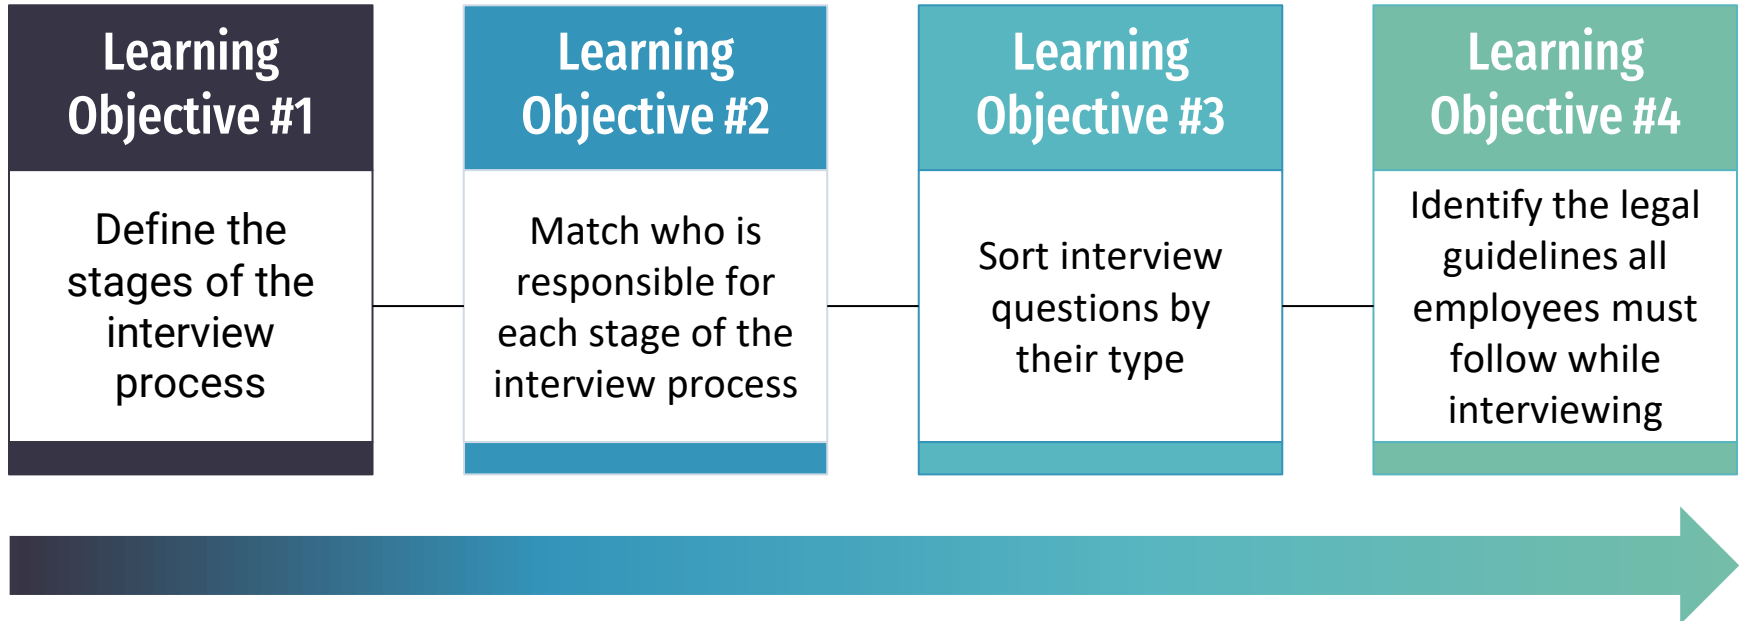 Learning
Objective #1
Define the
stages of the
interview
process
Learning
Objective #2
Match who is
responsible for
each stage of the
interview process
Learning
Objective #3
Sort interview
questions by
their type
Learning
Objective #4
Identify the legal
guidelines all
employees must
follow while
interviewing